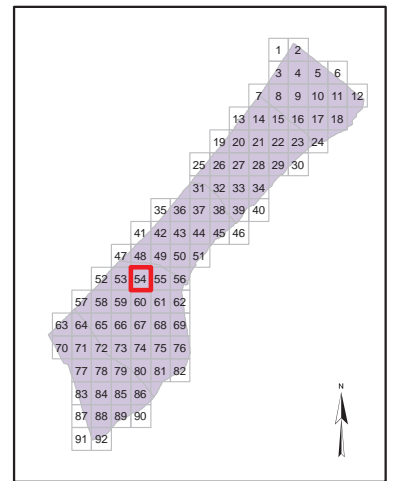 1 2
3 4 5 6
7 8 9 10 11 12
13 14 15 16 17 18
19 20 21 22 23 24
25 26 27 28 29 30
31 32 33 34
35 36 37 38 39 40
41 42 43 44 45 46
47 48 49 50 51
52 53 54 55 56
57 58 59 60 61 62
63 64 65 66 67 68 69
70 71 72 73 74 75 76
77 78 79 80 81 82
83 84 85 86
87 88 89 90
91 92
N